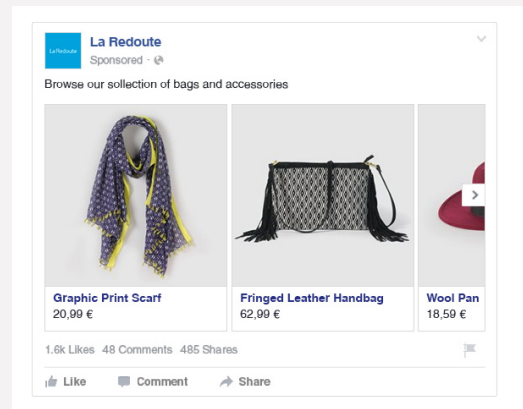 La Redoute
La Redoute
Sponsored ·
Browse our sollection of bags and accessories
Graphic Print Scarf
20,99 €
Fringed Leather Handbag
62,99 €
Wool Pan
18,59 €
1.6k Likes 48 Comments 485 Shares
Like Comment Share